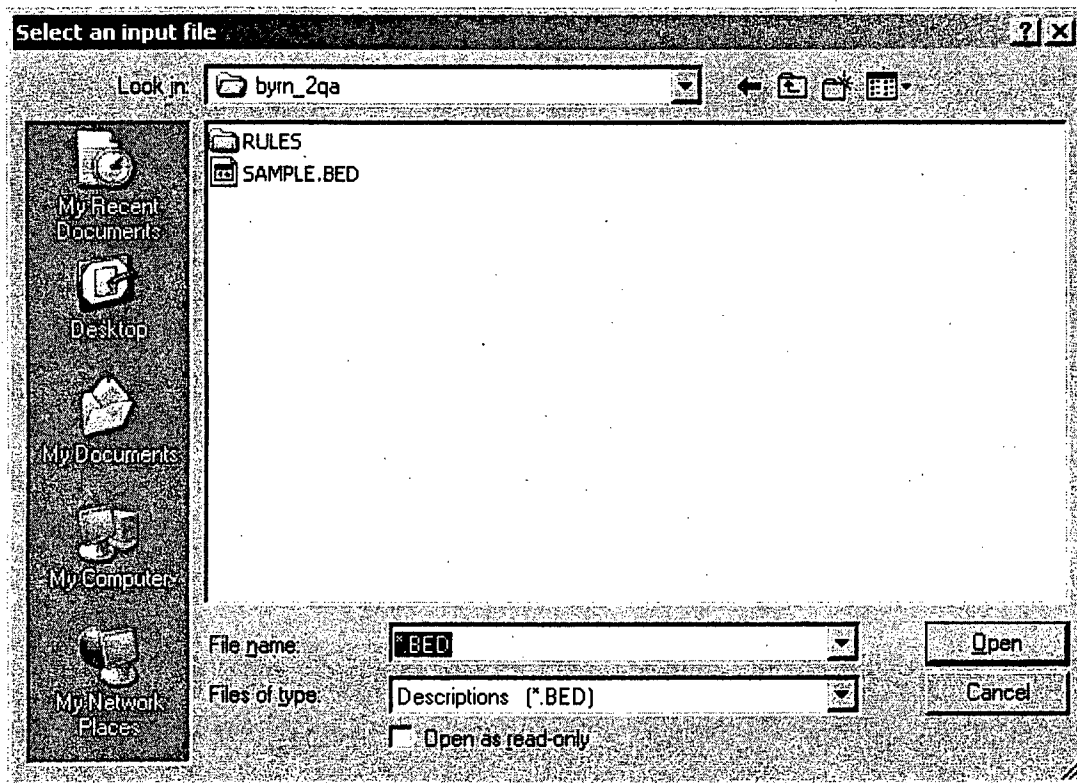 Select an input file
Look in:
byrn_2qa
RULES
SAMPLE.BED
My Recent
Documents
Desktop
My Documents
My Computer
My Network
Places
File name:
*.BED
Open
Files of type:
Descriptions (*.BED)
Cancel
Open as read-only